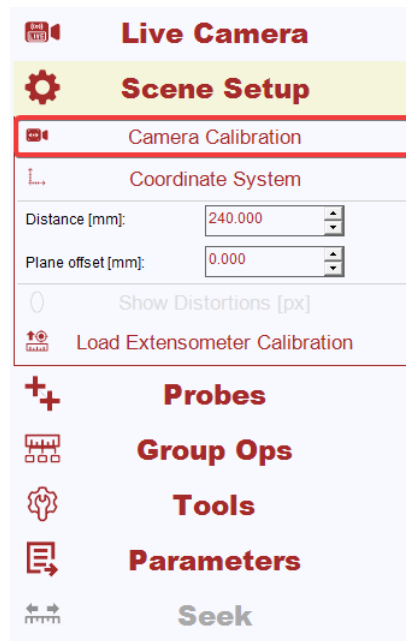 Live Camera
Scene Setup
Camera Calibration
Coordinate System
Distance [mm]: 240.000
Plane offset [mm]: 0.000
Show Distortions [px]
Load Extensometer Calibration
Probes
Group Ops
Tools
Parameters
Seek